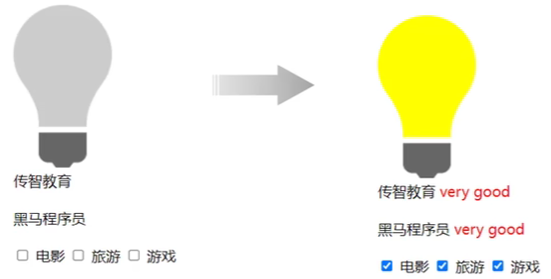 传智教育
黑马程序员
电影 旅游 游戏
传智教育 very good
黑马程序员 very good
电影 旅游 游戏